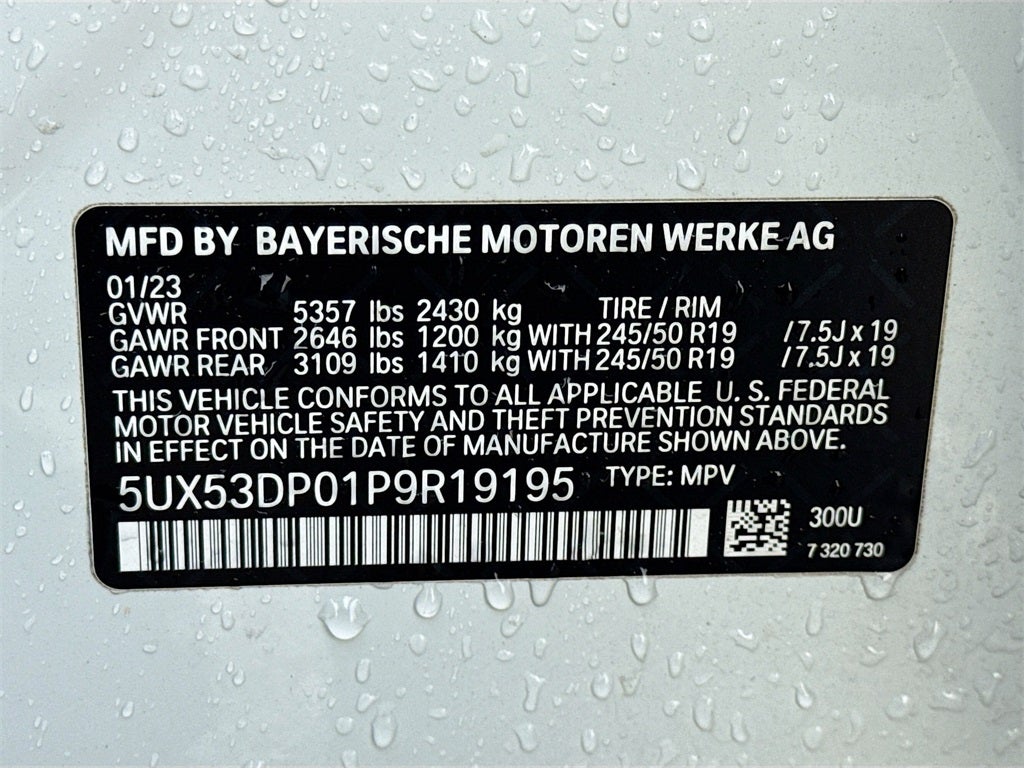 MFD BY BAYERISCHE MOTOREN WERKE AG
01/23
GVWR 5357 lbs 2430 kg TIRE / RIM
GAWR FRONT 2646 lbs 1200 kg WITH 245/50 R19 / 7.5J x 19
GAWR REAR 3109 lbs 1410 kg WITH 245/50 R19 / 7.5J x 19
THIS VEHICLE CONFORMS TO ALL APPLICABLE U. S. FEDERAL
MOTOR VEHICLE SAFETY AND THEFT PREVENTION STANDARDS
IN EFFECT ON THE DATE OF MANUFACTURE SHOWN ABOVE.
5UX53DP01P9R19195 TYPE: MPV
300U
7 320 730